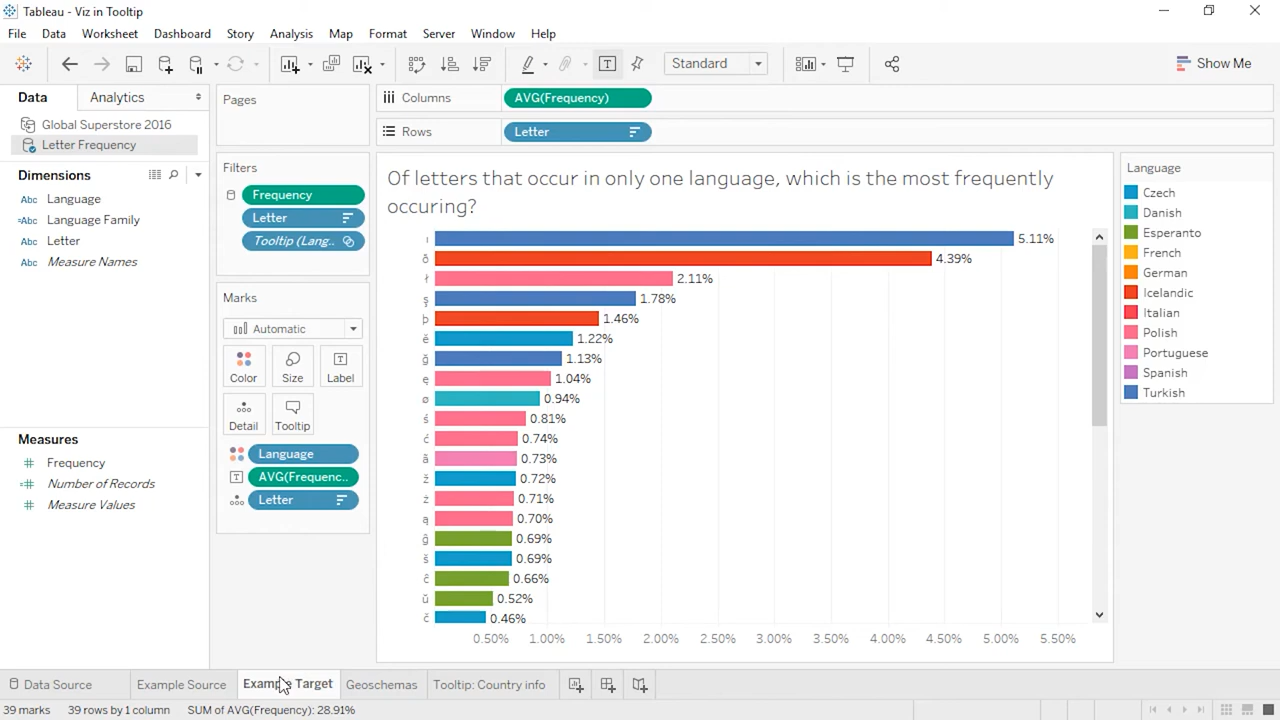 Tableau - Viz in Tooltip
File Data Worksheet Dashboard Story Analysis Map Format Server Window Help
Standard
Show Me
Data Analytics
Global Superstore 2016
Letter Frequency
Dimensions
Abc Language
=Abc Language Family
Abc Letter
Abc Measure Names
Measures
# Frequency
=# Number of Records
# Measure Values
Pages
Filters
Frequency
Letter
Tooltip (Lang..
Marks
Automatic
Color Size Label
Detail Tooltip
Language
AVG(Frequenc..
Letter
Columns AVG(Frequency)
Rows Letter
Of letters that occur in only one language, which is the most frequently
occuring?
ı 5.11%
ð 4.39%
ł 2.11%
ş 1.78%
þ 1.46%
ě 1.22%
ğ 1.13%
ę 1.04%
ø 0.94%
ś 0.81%
ć 0.74%
ã 0.73%
ž 0.72%
ż 0.71%
ą 0.70%
ĝ 0.69%
š 0.69%
ĉ 0.66%
ŭ 0.52%
č 0.46%
0.50% 1.00% 1.50% 2.00% 2.50% 3.00% 3.50% 4.00% 4.50% 5.00% 5.50%
Language
Czech
Danish
Esperanto
French
German
Icelandic
Italian
Polish
Portuguese
Spanish
Turkish
Data Source Example Source Example Target Geoschemas Tooltip: Country info
39 marks 39 rows by 1 column SUM of AVG(Frequency): 28.91%